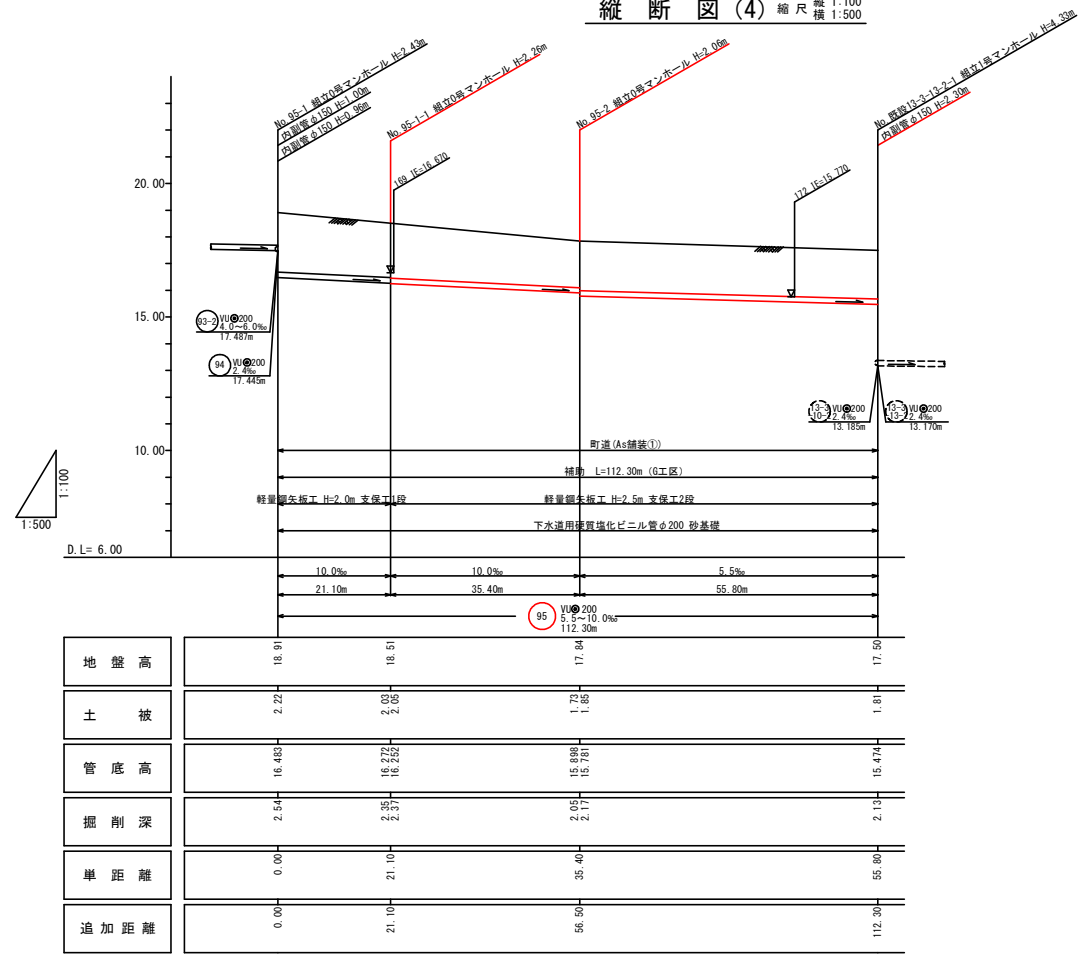 縦断図(4) 縮尺 縦 1:100 横 1:500
No.95-1 組立0号マンホール H=2.43m
内副管φ150 H=1.00m
内副管φ150 H=0.96m
No.95-1-1 組立0号マンホール H=2.26m
No.95-2 組立0号マンホール H=2.06m
No.既設13-3-13-2-1 組立1号マンホール H=4.33m
内副管φ150 H=2.30m
169 IE=16.670
172 IE=15.770
20.00
15.00
10.00
D.L= 6.00
1:100
1:500
93-2 VU◉200
4.0~6.0‰
17.487m
94 VU◉200
2.4‰
17.445m
13-3 10-2 VU◉200
2.4‰
13.185m
13-3 13-2 VU◉200
2.4‰
13.170m
町道(As舗装①)
補助 L=112.30m (G工区)
軽量鋼矢板工 H=2.0m 支保工1段
軽量鋼矢板工 H=2.5m 支保工2段
下水道用硬質塩化ビニル管φ200 砂基礎
10.0‰ 10.0‰ 5.5‰
21.10m 35.40m 55.80m
95 VU◉200
5.5~10.0‰
112.30m
地盤高 18.91 18.51 17.84 17.50
土被 2.22 2.03 2.05 1.73 1.85 1.81
管底高 16.483 16.272 16.252 15.898 15.781 15.474
掘削深 2.54 2.35 2.37 2.05 2.17 2.13
単距離 0.00 21.10 35.40 55.80
追加距離 0.00 21.10 56.50 112.30